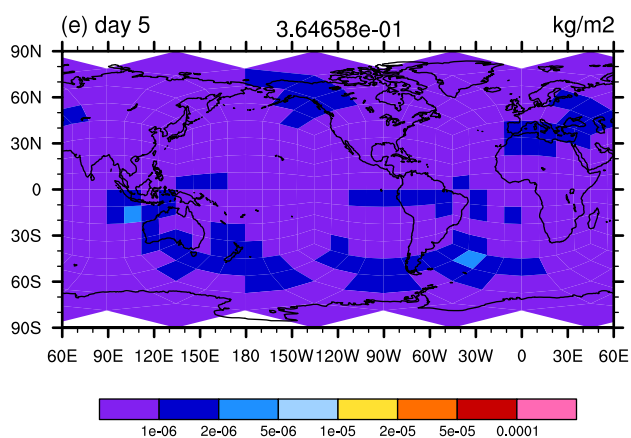 (e) day 5 3.64658e-01 kg/m2
90N
60N
30N
0
30S
60S
90S
60E 90E 120E 150E 180 150W 120W 90W 60W 30W 0 30E 60E
1e-06 2e-06 5e-06 1e-05 2e-05 5e-05 0.0001